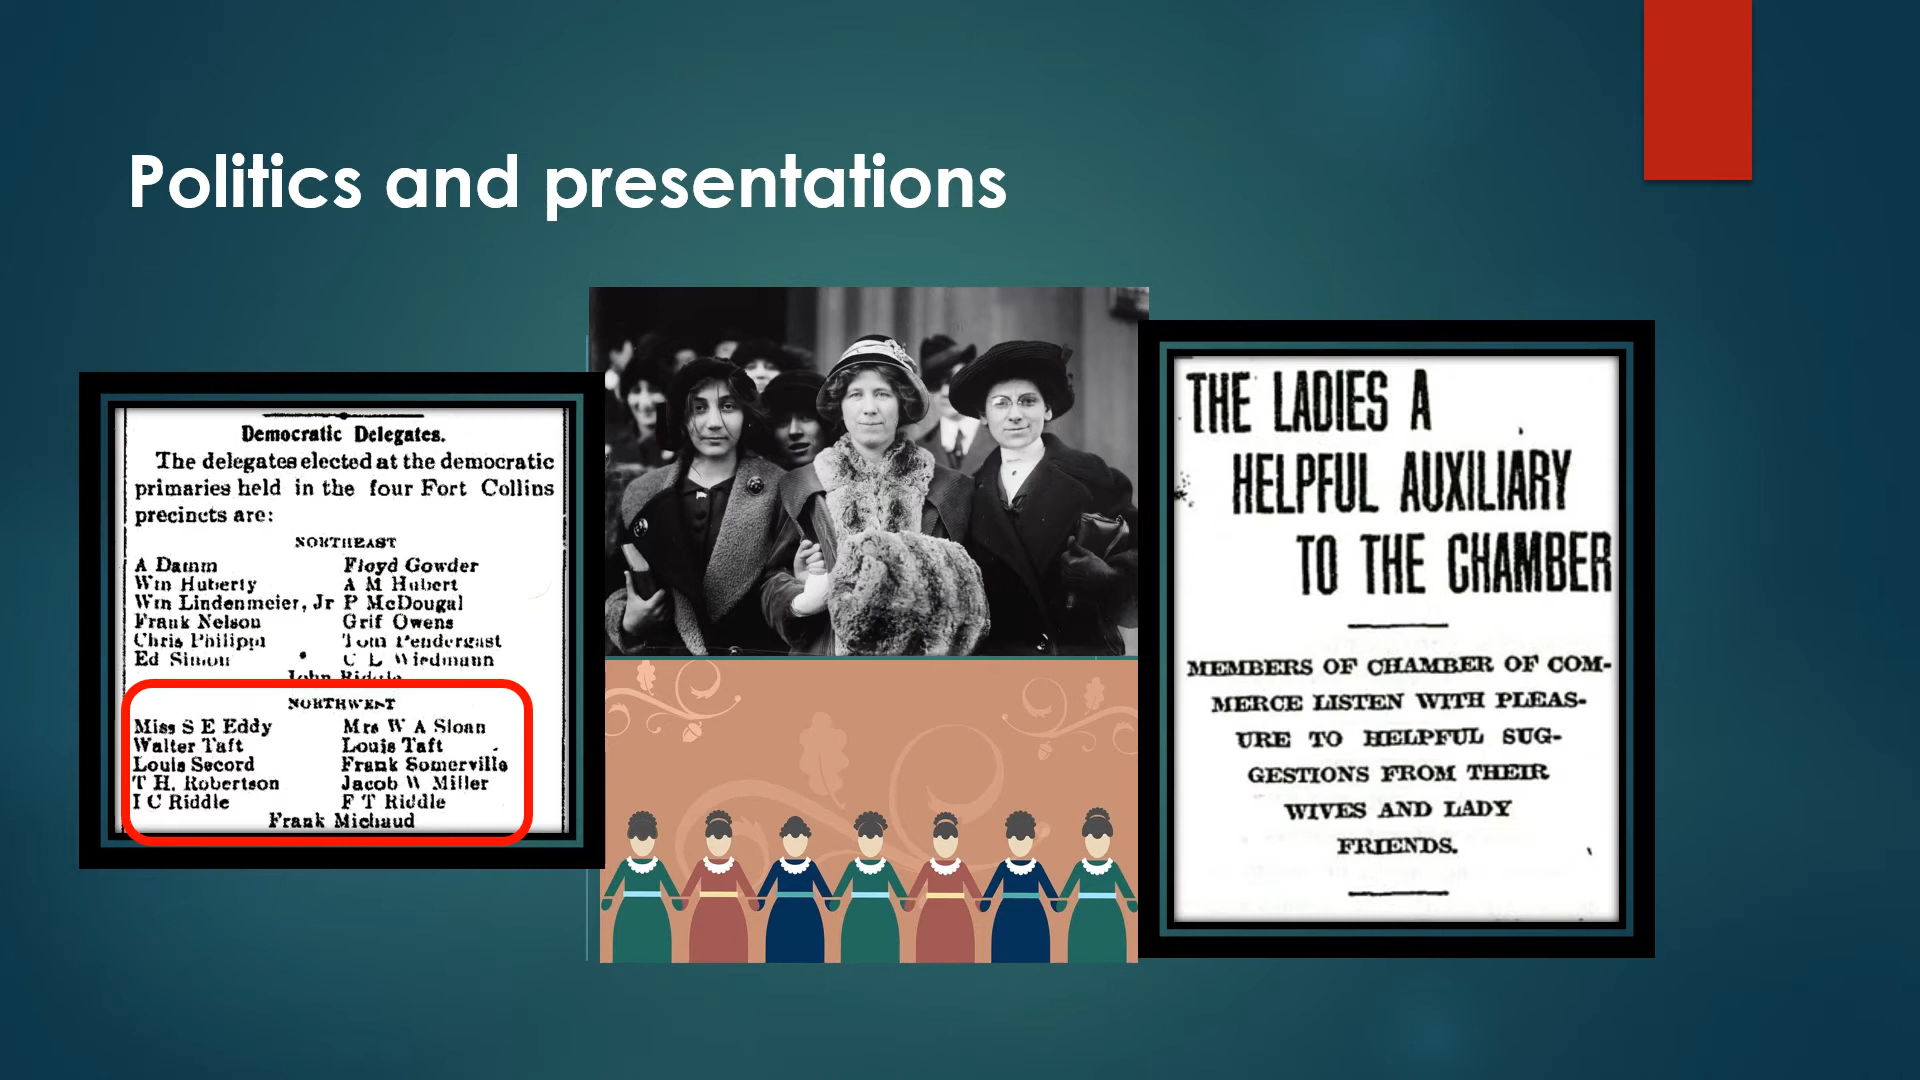 Politics and presentations
Democratic Delegates.
The delegates elected at the democratic
primaries held in the four Fort Collins
precincts are:
NORTHEAST
A Damm Floyd Gowder
Wm Huberty A M Hubert
Wm Lindenmeier, Jr P McDougal
Frank Nelson Grif Owens
Chris Philippi Tom Pendergast
Ed Simon C L Wiedmann
John Riddle
NORTHWEST
Miss S E Eddy Mrs W A Sloan
Walter Taft Louis Taft
Louis Secord Frank Somerville
T H. Robertson Jacob W Miller
I C Riddle F T Riddle
Frank Michaud
THE LADIES A
HELPFUL AUXILIARY
TO THE CHAMBER
MEMBERS OF CHAMBER OF COM-
MERCE LISTEN WITH PLEAS-
URE TO HELPFUL SUG-
GESTIONS FROM THEIR
WIVES AND LADY
FRIENDS.